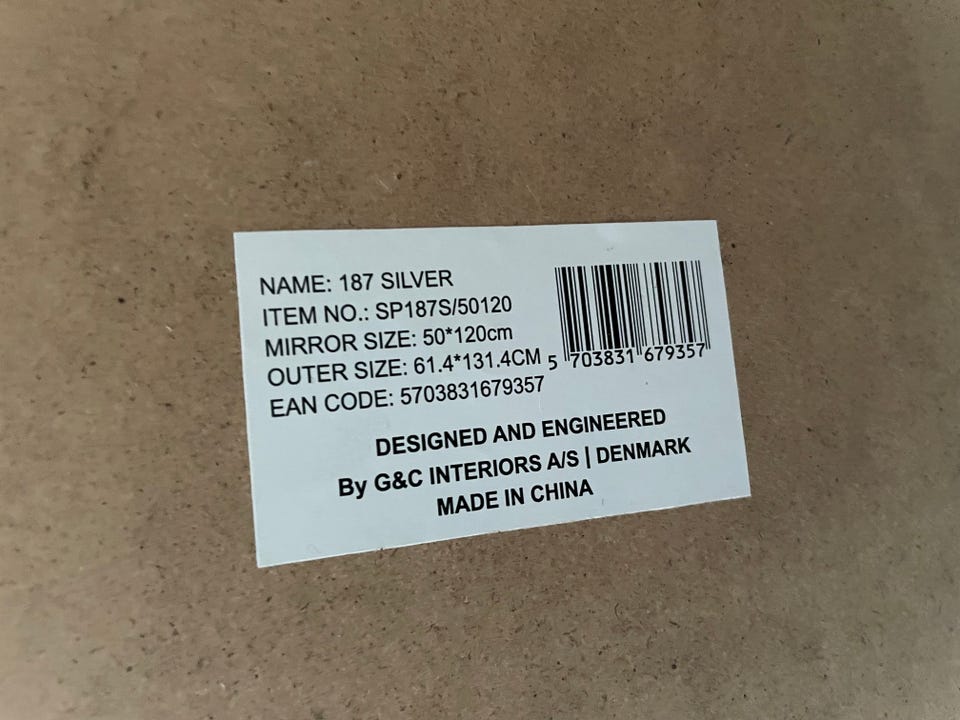 NAME: 187 SILVER
ITEM NO.: SP187S/50120
MIRROR SIZE: 50*120cm
OUTER SIZE: 61.4*131.4CM
EAN CODE: 5703831679357
5 703831 679357
DESIGNED AND ENGINEERED
By G&C INTERIORS A/S | DENMARK
MADE IN CHINA